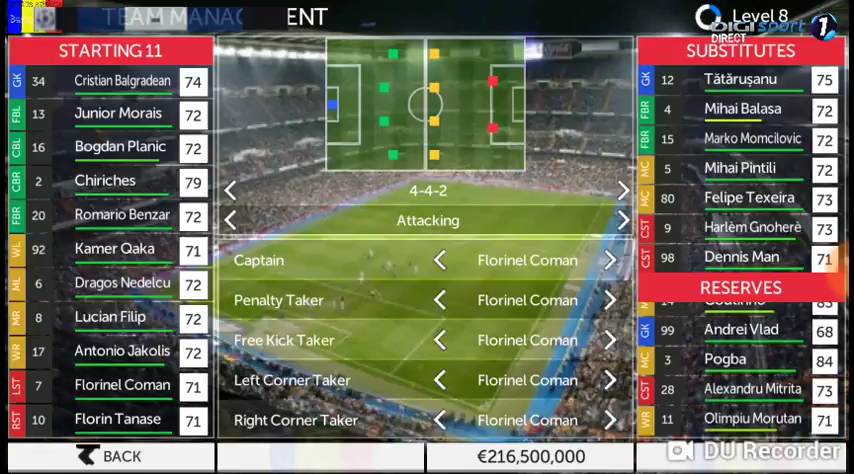 TEAM MANAGEMENT
Level 8
DIGI sport 1
DIRECT
STARTING 11
GK 34 Cristian Balgradean 74
FBL 13 Junior Morais 72
CBL 16 Bogdan Planic 72
CBR 2 Chiriches 79
FBR 20 Romario Benzar 72
WL 92 Kamer Qaka 71
ML 6 Dragos Nedelcu 72
MR 8 Lucian Filip 72
WR 17 Antonio Jakolis 72
LST 7 Florinel Coman 71
RST 10 Florin Tanase 71
4-4-2
Attacking
Captain Florinel Coman
Penalty Taker Florinel Coman
Free Kick Taker Florinel Coman
Left Corner Taker Florinel Coman
Right Corner Taker Florinel Coman
SUBSTITUTES
GK 12 Tătărușanu 75
FBR 4 Mihai Balasa 72
FBR 15 Marko Momcilovic 72
MC 5 Mihai Pintili 72
MC 80 Felipe Texeira 73
CST 9 Harlèm Gnoherè 73
CST 98 Dennis Man 71
RESERVES
14 Coutinho 85
GK 99 Andrei Vlad 68
MC 3 Pogba 84
CST 28 Alexandru Mitrita 73
WR 11 Olimpiu Morutan 71
BACK
€216,500,000
DU Recorder